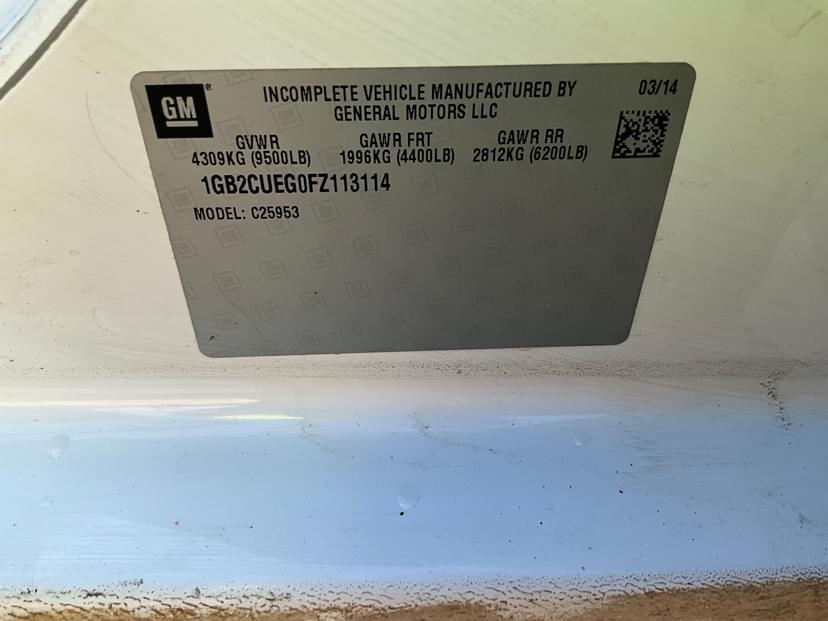 GM®
INCOMPLETE VEHICLE MANUFACTURED BY
GENERAL MOTORS LLC
03/14
GVWR GAWR FRT GAWR RR
4309KG (9500LB) 1996KG (4400LB) 2812KG (6200LB)
1GB2CUEG0FZ113114
MODEL: C25953